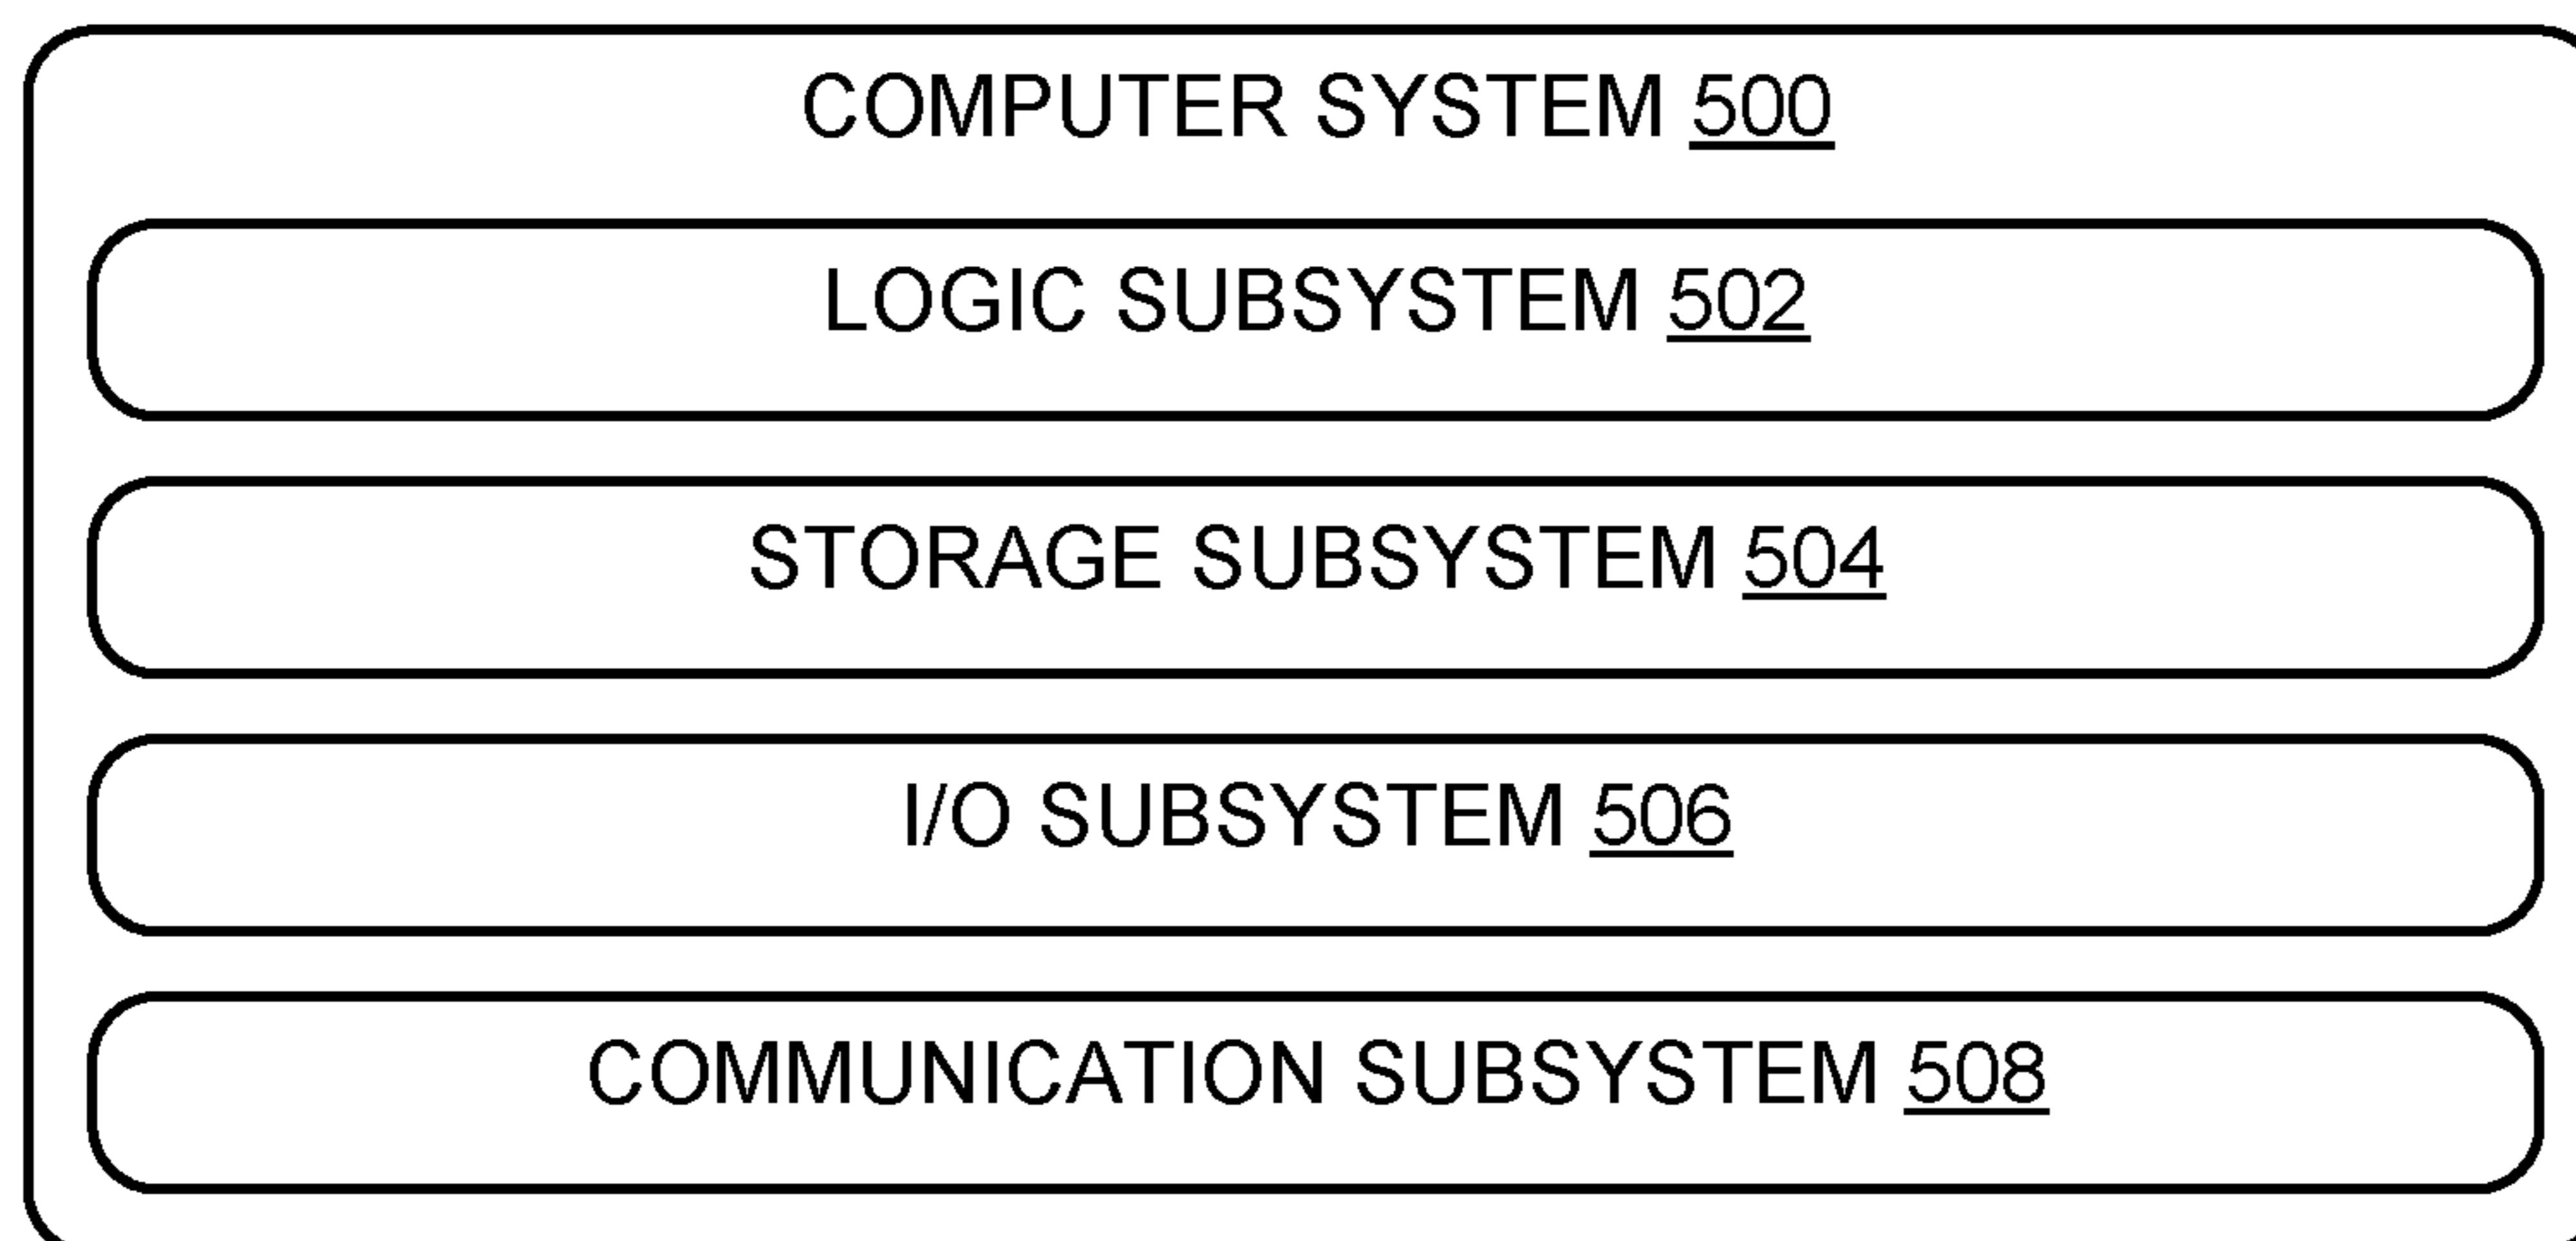 COMPUTER SYSTEM 500
LOGIC SUBSYSTEM 502
STORAGE SUBSYSTEM 504
I/O SUBSYSTEM 506
COMMUNICATION SUBSYSTEM 508